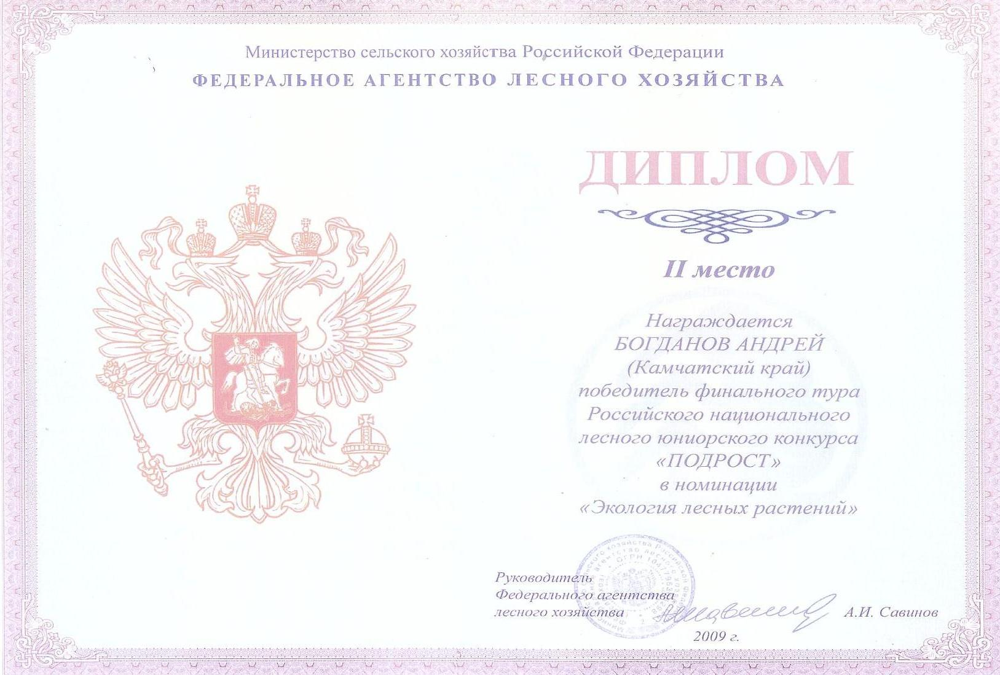 Министерство сельского хозяйства Российской Федерации
ФЕДЕРАЛЬНОЕ АГЕНТСТВО ЛЕСНОГО ХОЗЯЙСТВА
ДИПЛОМ
II место
Награждается
БОГДАНОВ АНДРЕЙ
(Камчатский край)
победитель финального тура
Российского национального
лесного юниорского конкурса
«ПОДРОСТ»
в номинации
«Экология лесных растений»
Руководитель
Федерального агентства
лесного хозяйства
А.И. Савинов
2009 г.